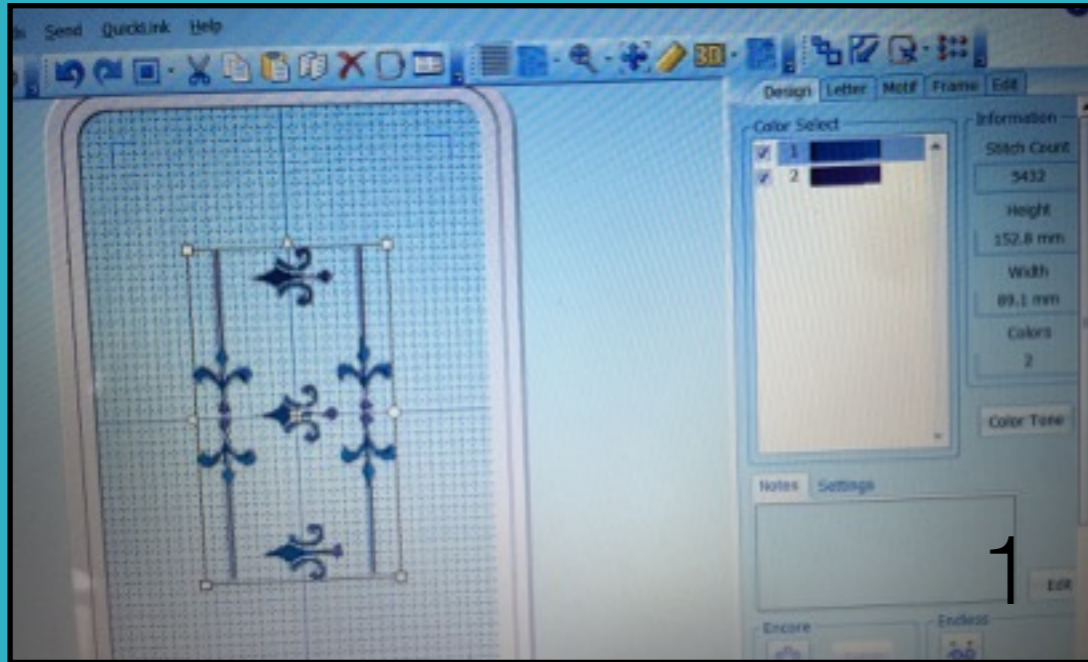 Send QuickLink Help
3D
Design Letter Motif Frame Edit
Color Select
Information
1
2
Stitch Count
5432
Height
152.8 mm
Width
89.1 mm
Colors
2
Color Tone
Notes Settings
1
Edit
Encore
Endless